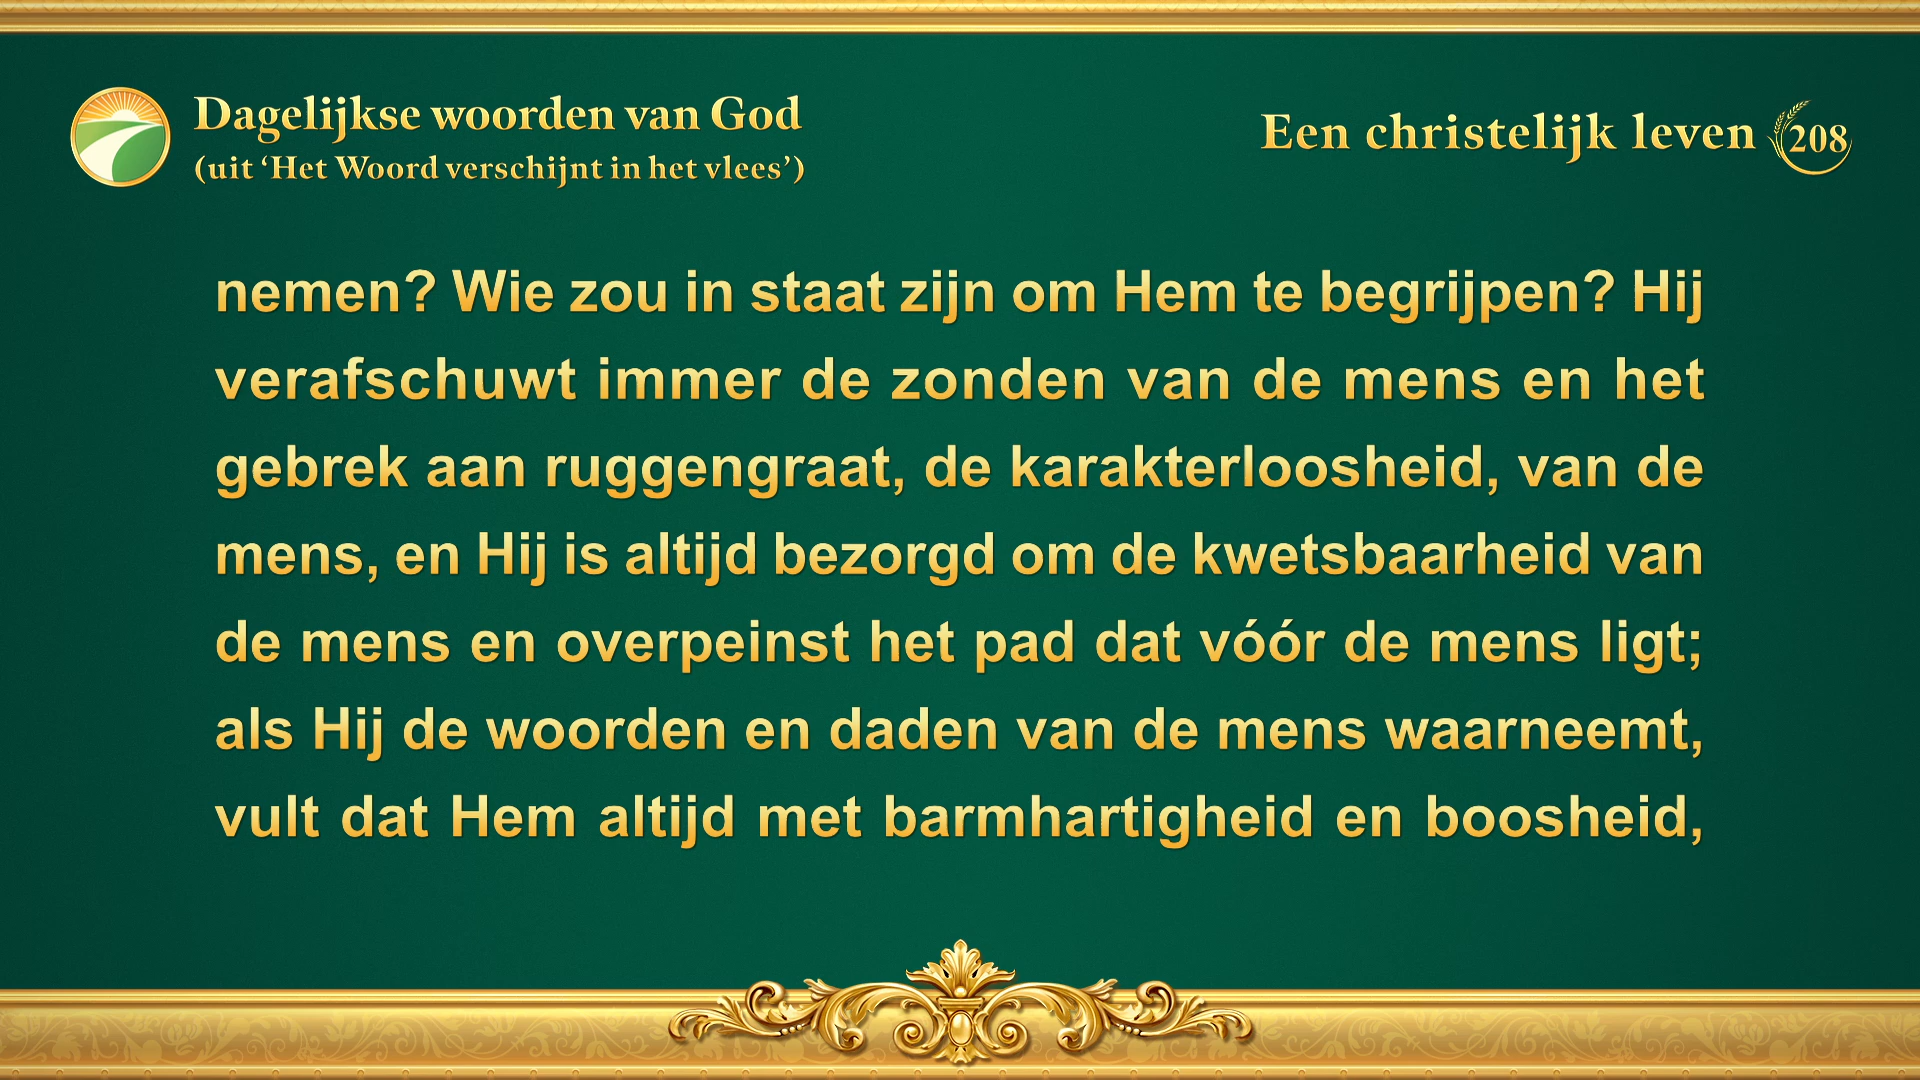 Dagelijkse woorden van God
(uit ‘Het Woord verschijnt in het vlees’)
Een christelijk leven 208
nemen? Wie zou in staat zijn om Hem te begrijpen? Hij
verafschuwt immer de zonden van de mens en het
gebrek aan ruggengraat, de karakterloosheid, van de
mens, en Hij is altijd bezorgd om de kwetsbaarheid van
de mens en overpeinst het pad dat vóór de mens ligt;
als Hij de woorden en daden van de mens waarneemt,
vult dat Hem altijd met barmhartigheid en boosheid,